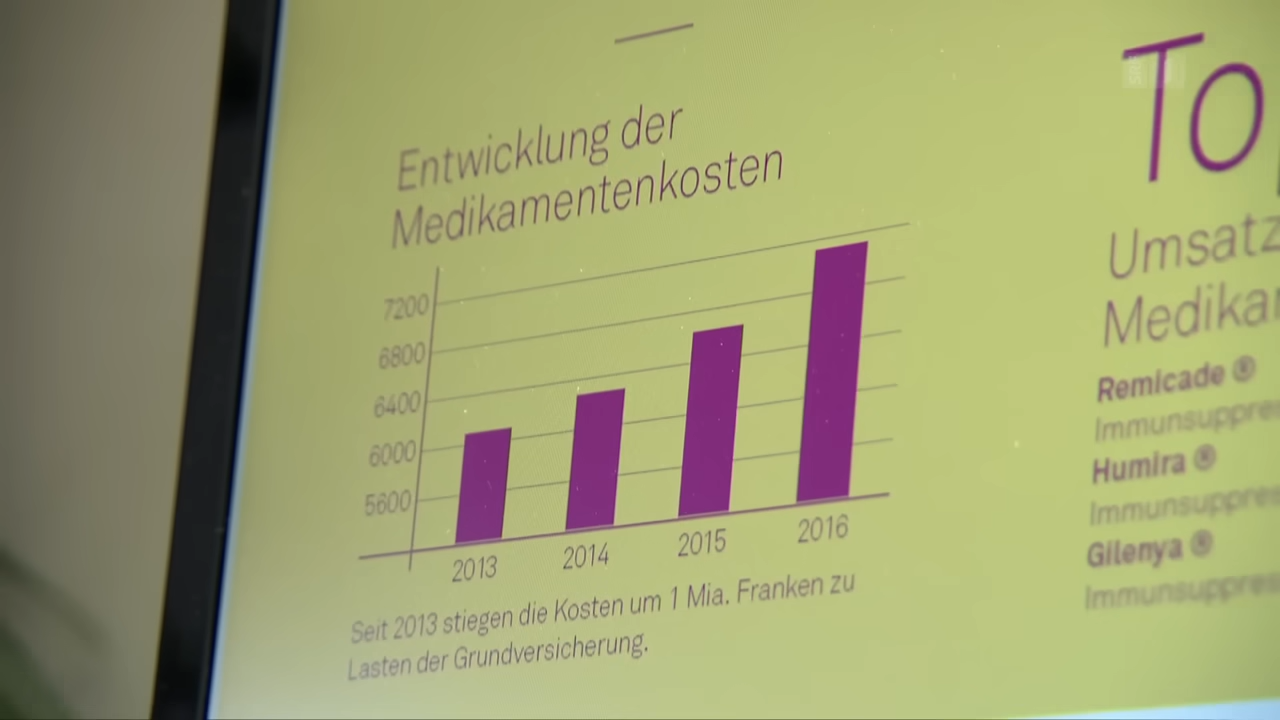 Entwicklung der
Medikamentenkosten
7200
6800
6400
6000
5600
2013
2014
2015
2016
Seit 2013 stiegen die Kosten um 1 Mia. Franken zu
Lasten der Grundversicherung.
To
Umsatz
Medika
Remicade ®
Immunsuppres
Humira ®
Immunsuppres
Gilenya ®
Immunsuppres